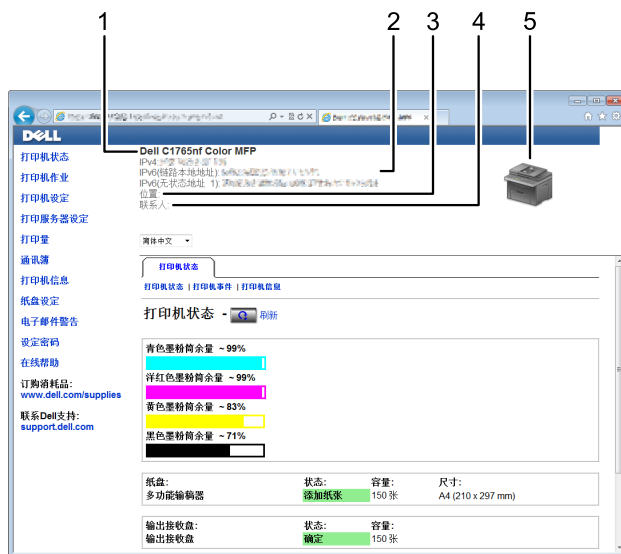 1 2 3 4 5
DELL
Dell C1765nf Color MFP
IPv4:
IPv6(链路本地地址):
IPv6(无状态地址 1):
位置:
联系人:
打印机状态
打印机作业
打印机设定
打印服务器设定
打印量
通讯簿
打印机信息
纸盘设定
电子邮件警告
设定密码
在线帮助
订购消耗品:
www.dell.com/supplies
联系Dell支持:
support.dell.com
简体中文
打印机状态
打印机状态 | 打印机事件 | 打印机信息
打印机状态 - 刷新
青色墨粉筒余量 ~ 99%
洋红色墨粉筒余量 ~ 99%
黄色墨粉筒余量 ~ 83%
黑色墨粉筒余量 ~ 71%
纸盘: 状态: 容量: 尺寸:
多功能输稿器 添加纸张 150 张 A4 (210 x 297 mm)
输出接收盘: 状态: 容量:
输出接收盘 确定 150 张